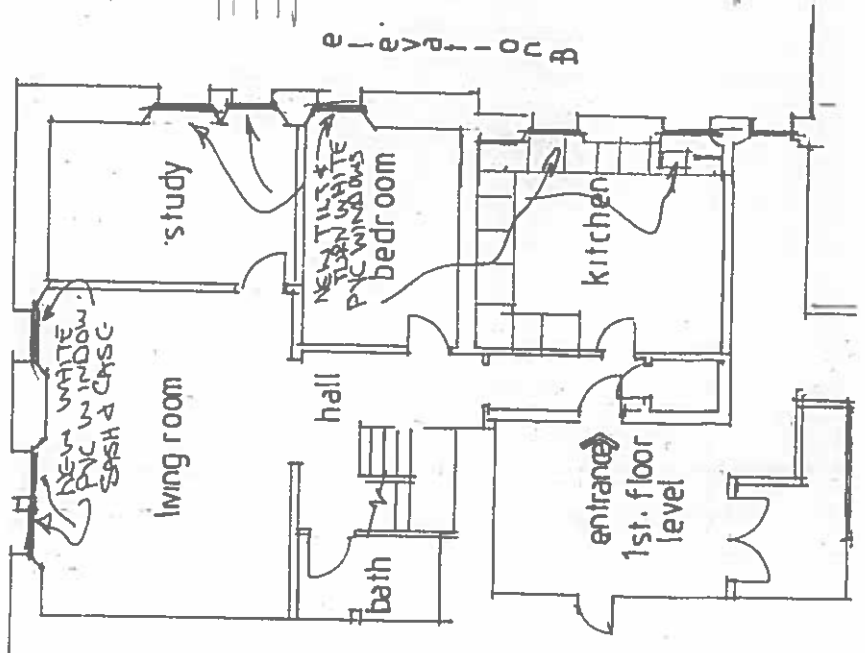 elevation B
study
NEW TILT &
TURN WHITE
PVC WINDOWS
bedroom
kitchen
NEW WHITE
PVC WINDOW.
SASH & CASE
living room
hall
bath
entrance
1st. floor
level